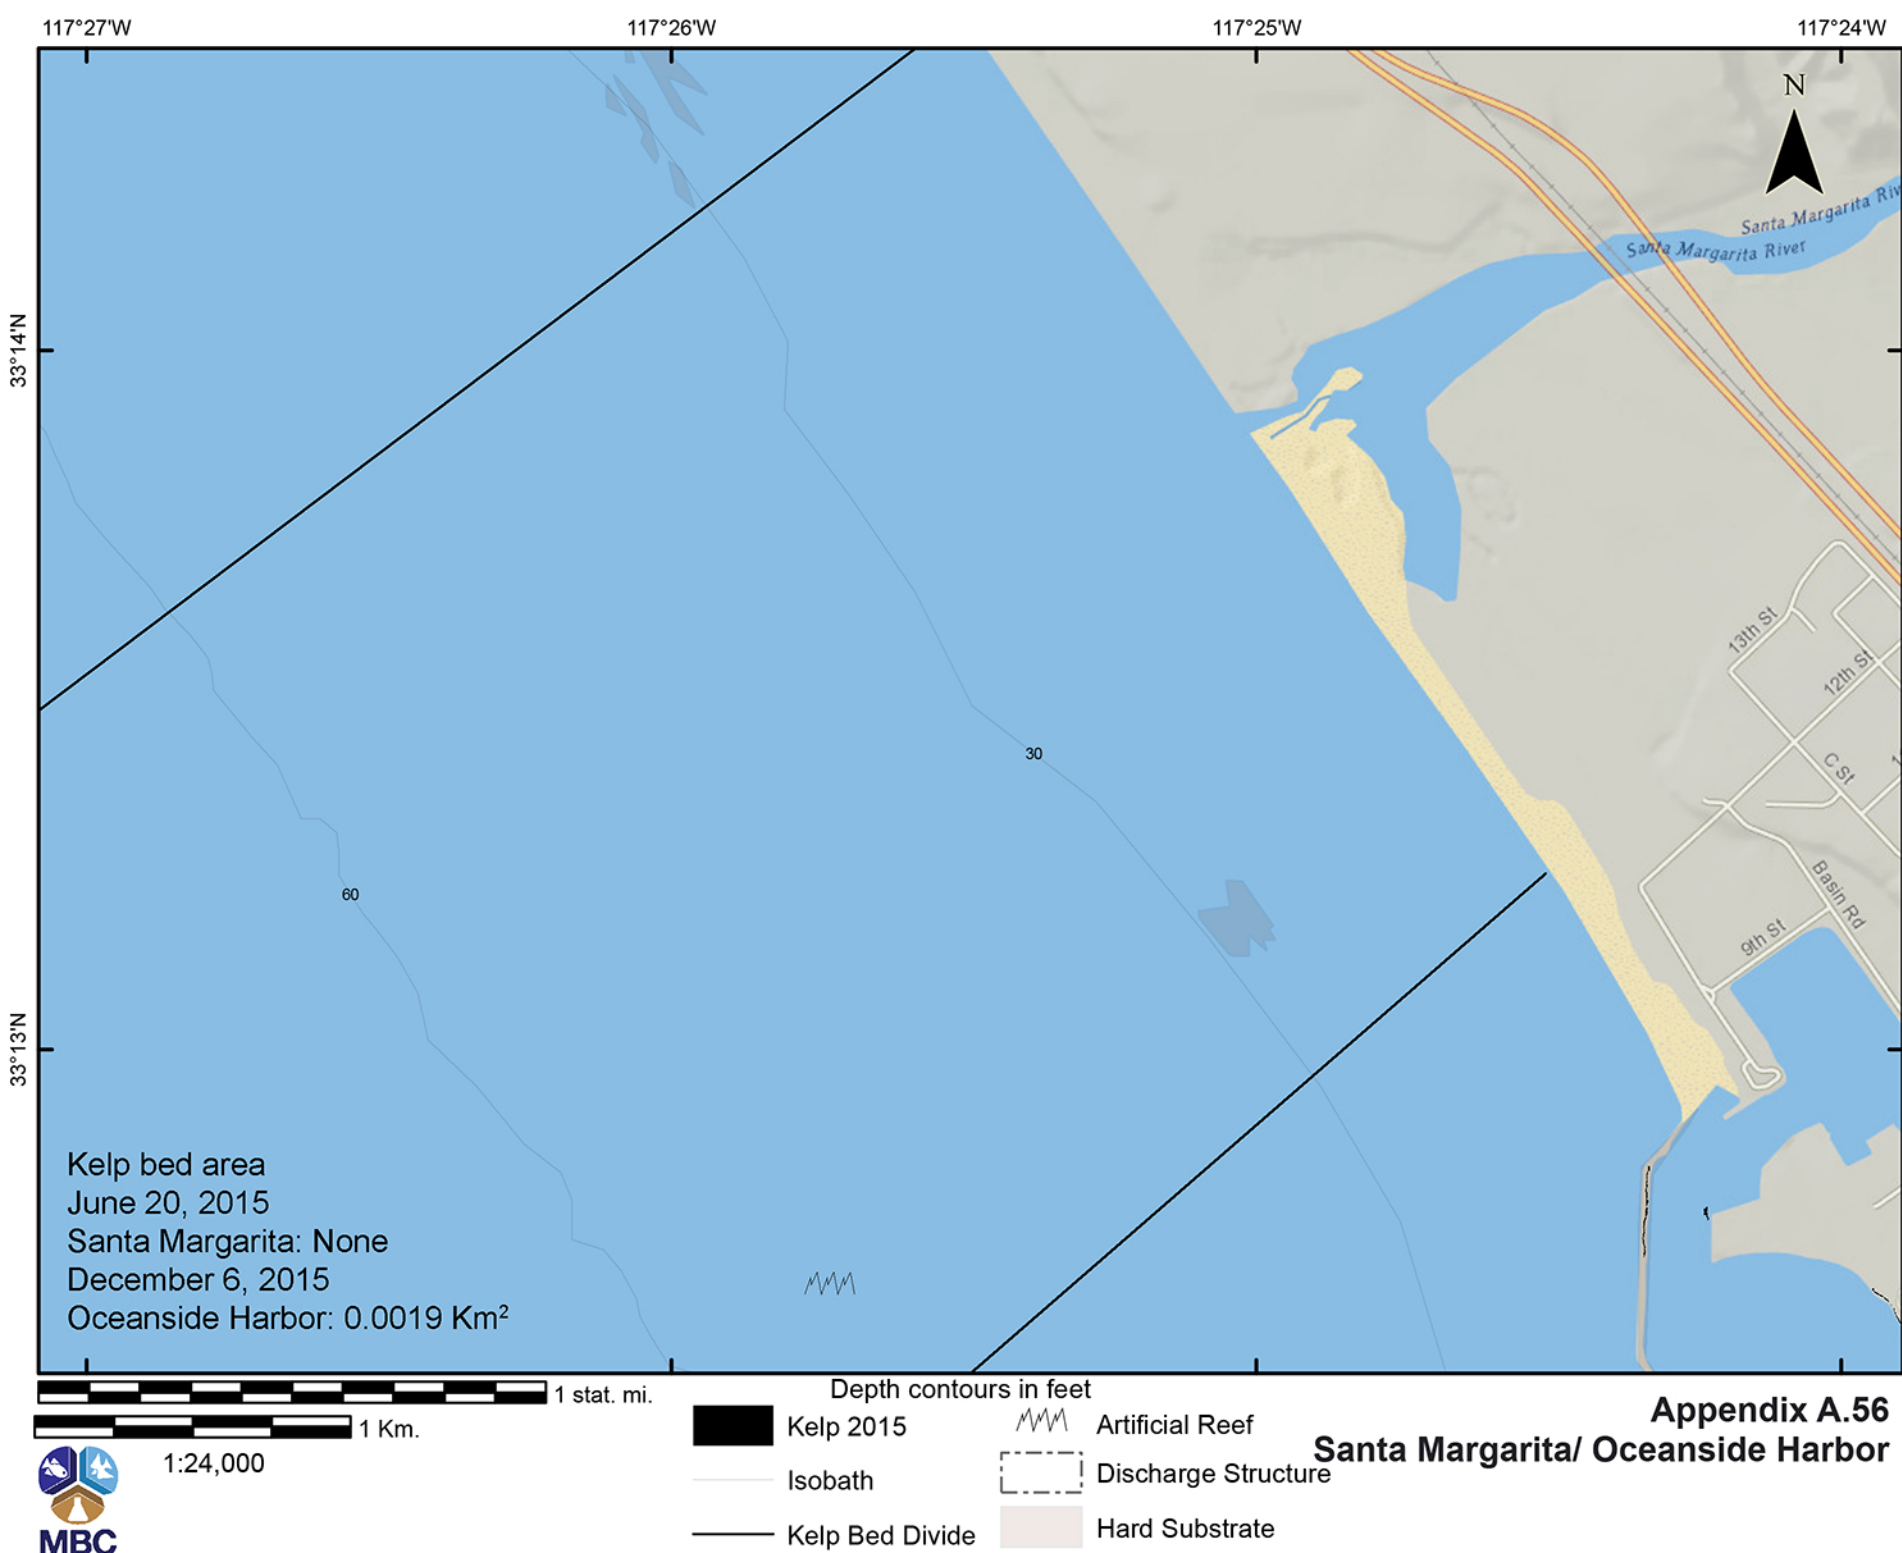 117°27'W
117°26'W
117°25'W
117°24'W
N
Santa Margarita Riv
Santa Margarita River
33°14'N
13th St
12th St
30
C St
60
Basin Rd
9th St
33°13'N
Kelp bed area
June 20, 2015
Santa Margarita: None
December 6, 2015
Oceanside Harbor: 0.0019 Km²
1 stat. mi.
1 Km.
1:24,000
MBC
Depth contours in feet
Kelp 2015
Isobath
Kelp Bed Divide
Artificial Reef
Discharge Structure
Hard Substrate
Appendix A.56
Santa Margarita/ Oceanside Harbor